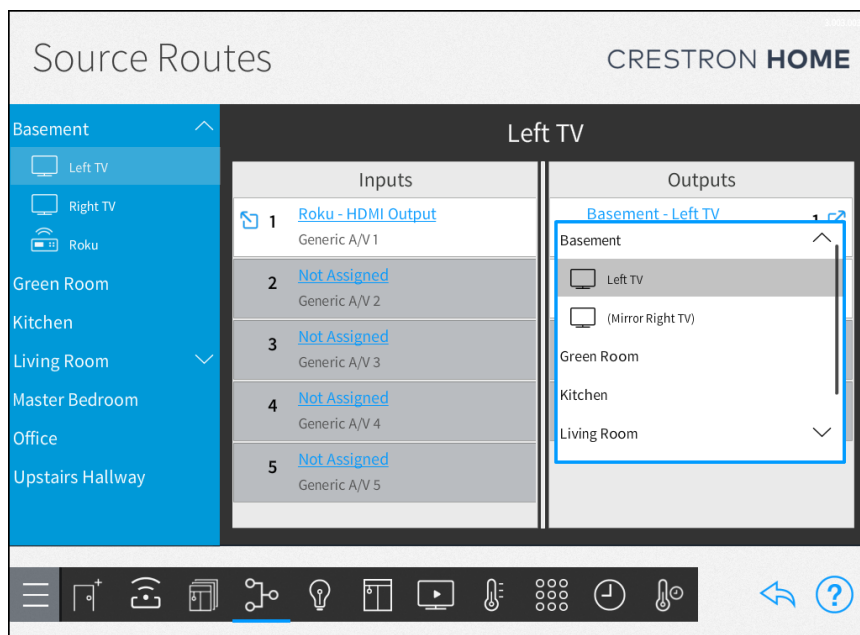 Source Routes
CRESTRON HOME
Basement
Left TV
Right TV
Roku
Green Room
Kitchen
Living Room
Master Bedroom
Office
Upstairs Hallway
Left TV
Inputs
1 Roku - HDMI Output
Generic A/V 1
2 Not Assigned
Generic A/V 2
3 Not Assigned
Generic A/V 3
4 Not Assigned
Generic A/V 4
5 Not Assigned
Generic A/V 5
Outputs
Basement - Left TV 1
Basement
Left TV
(Mirror Right TV)
Green Room
Kitchen
Living Room
?